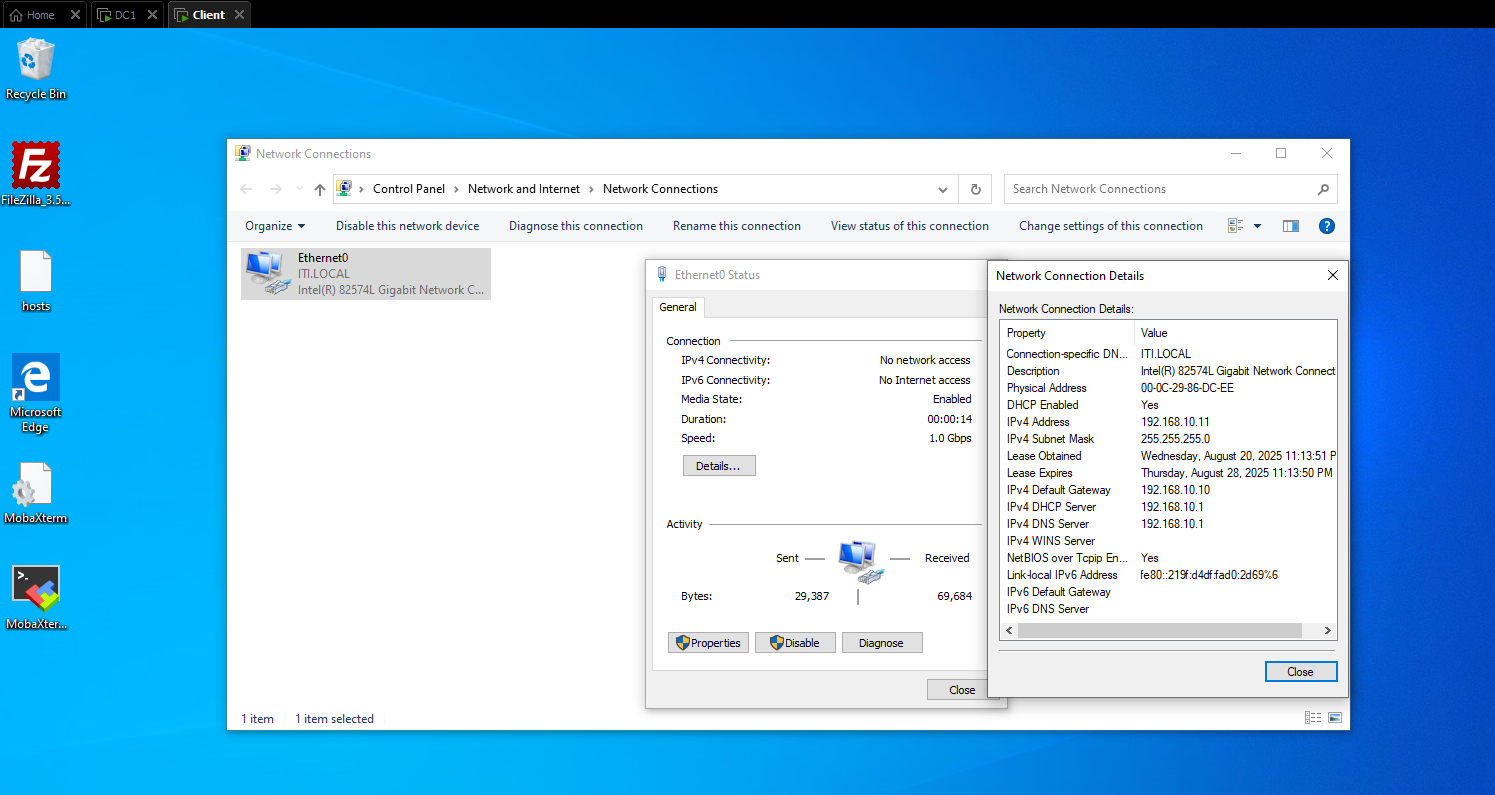 Home
DC1
Client
Recycle Bin
FileZilla_3.5...
hosts
Microsoft
Edge
MobaXterm
MobaXter...
Network Connections
Control Panel > Network and Internet > Network Connections
Search Network Connections
Organize
Disable this network device
Diagnose this connection
Rename this connection
View status of this connection
Change settings of this connection
Ethernet0
ITI.LOCAL
Intel(R) 82574L Gigabit Network C...
1 item
1 item selected
Ethernet0 Status
General
Connection
IPv4 Connectivity: No network access
IPv6 Connectivity: No Internet access
Media State: Enabled
Duration: 00:00:14
Speed: 1.0 Gbps
Details...
Activity
Sent
Received
Bytes: 29,387 69,684
Properties
Disable
Diagnose
Close
Network Connection Details
Network Connection Details:
Property Value
Connection-specific DN... ITI.LOCAL
Description Intel(R) 82574L Gigabit Network Connect
Physical Address 00-0C-29-86-DC-EE
DHCP Enabled Yes
IPv4 Address 192.168.10.11
IPv4 Subnet Mask 255.255.255.0
Lease Obtained Wednesday, August 20, 2025 11:13:51 P
Lease Expires Thursday, August 28, 2025 11:13:50 PM
IPv4 Default Gateway 192.168.10.10
IPv4 DHCP Server 192.168.10.1
IPv4 DNS Server 192.168.10.1
IPv4 WINS Server
NetBIOS over Tcpip En... Yes
Link-local IPv6 Address fe80::219f:d4df:fad0:2d69%6
IPv6 Default Gateway
IPv6 DNS Server
Close